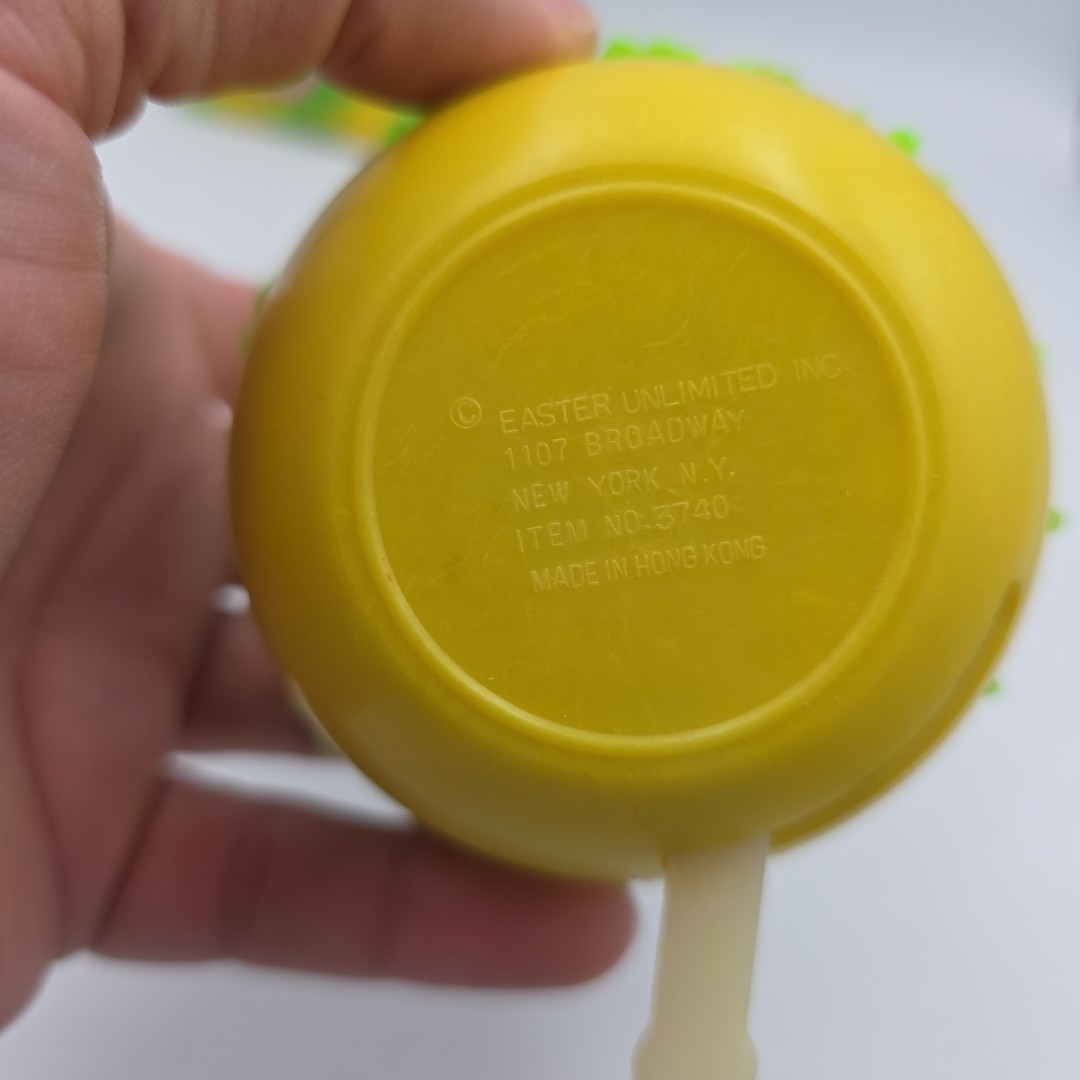 © EASTER UNLIMITED INC.
1107 BROADWAY
NEW YORK N.Y.
ITEM NO. 3740
MADE IN HONG KONG